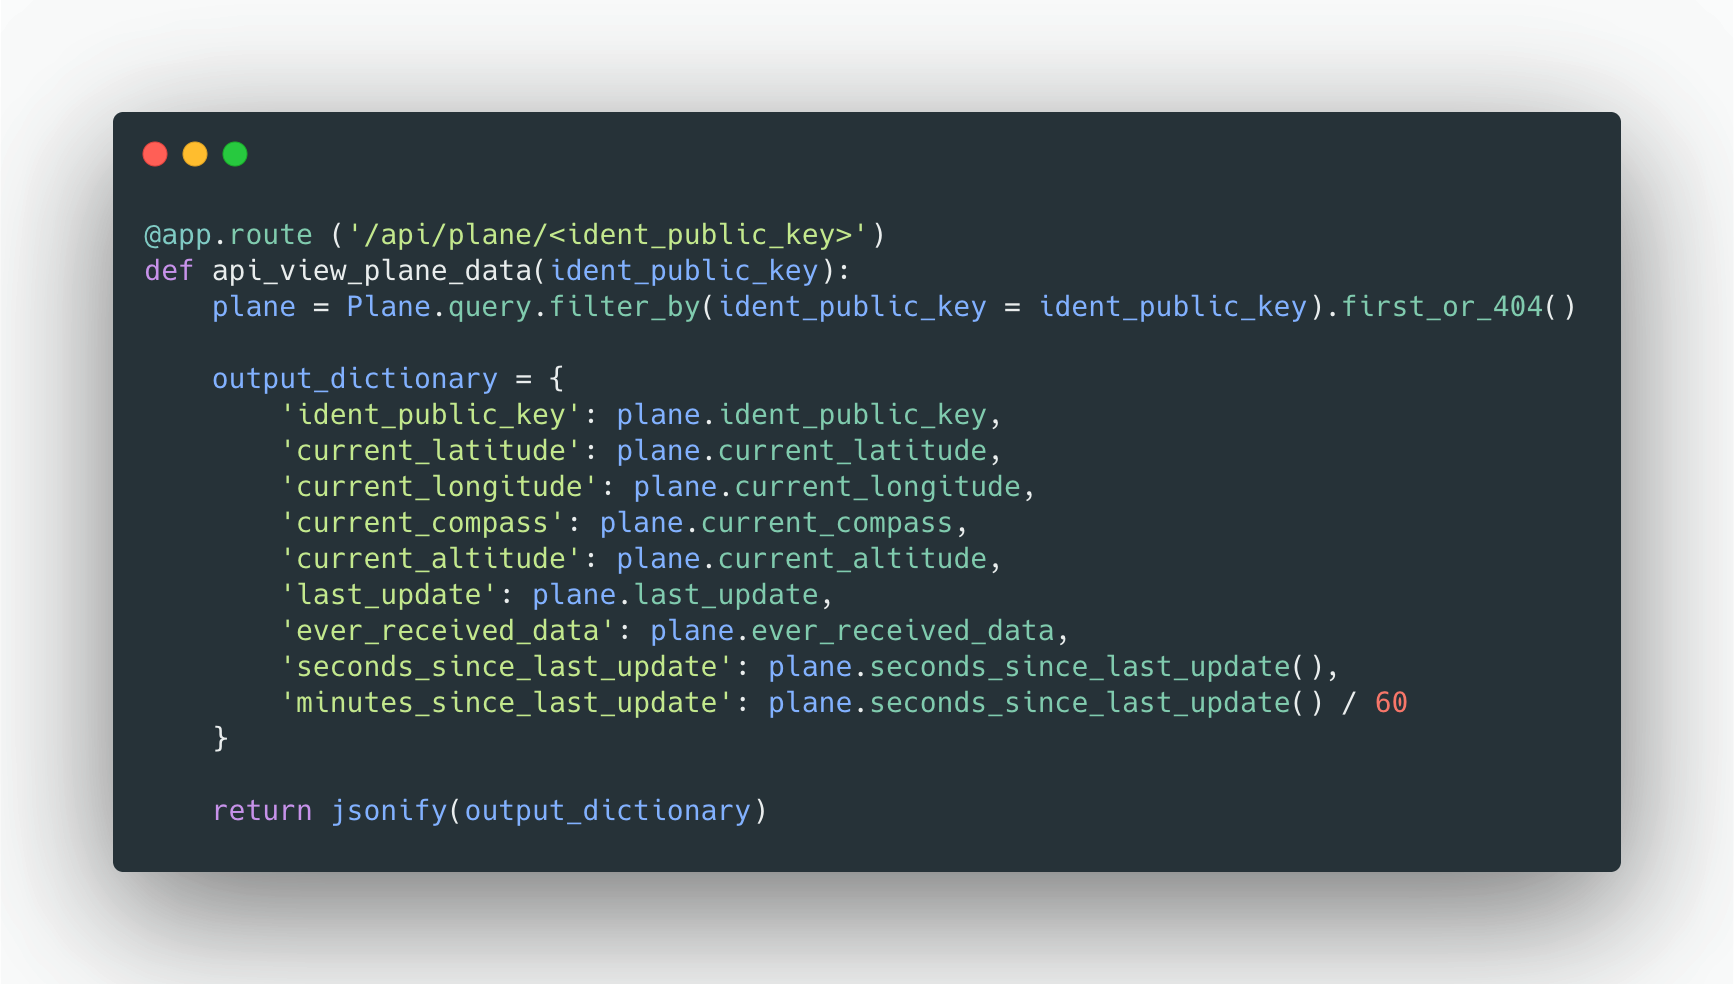 @app.route ('/api/plane/<ident_public_key>')
def api_view_plane_data(ident_public_key):
    plane = Plane.query.filter_by(ident_public_key = ident_public_key).first_or_404()
    output_dictionary = {
        'ident_public_key': plane.ident_public_key,
        'current_latitude': plane.current_latitude,
        'current_longitude': plane.current_longitude,
        'current_compass': plane.current_compass,
        'current_altitude': plane.current_altitude,
        'last_update': plane.last_update,
        'ever_received_data': plane.ever_received_data,
        'seconds_since_last_update': plane.seconds_since_last_update(),
        'minutes_since_last_update': plane.seconds_since_last_update() / 60
    }
    return jsonify(output_dictionary)